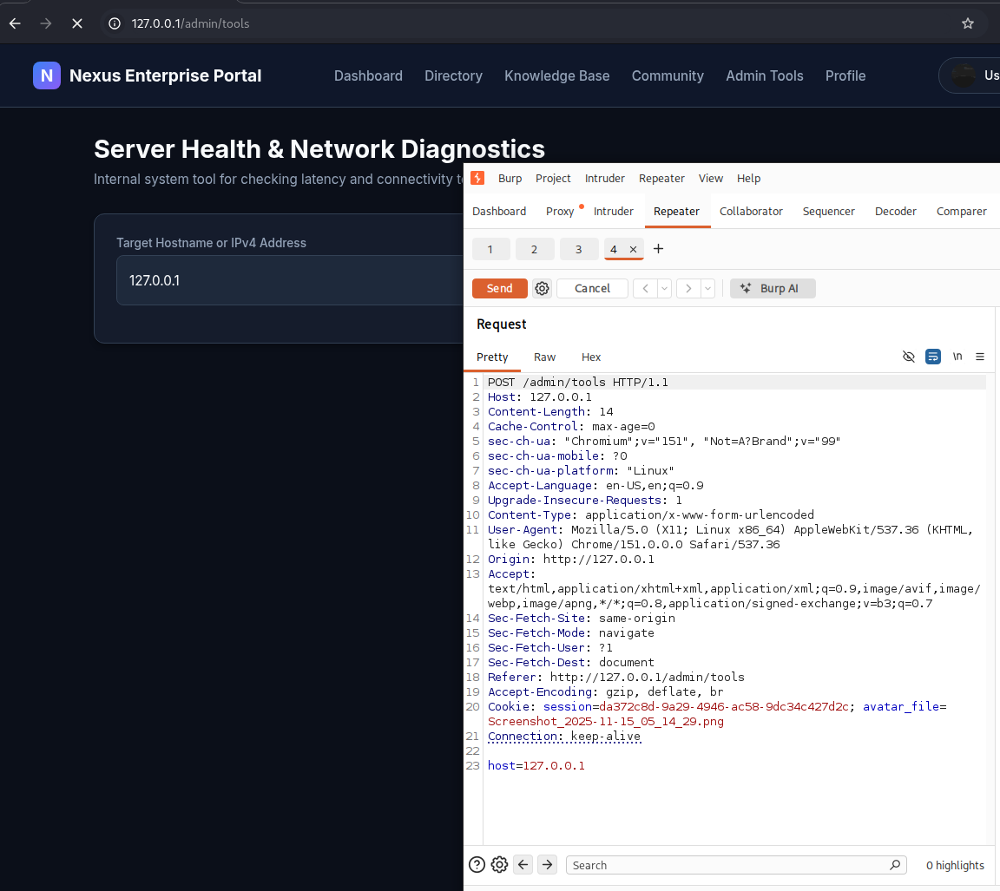 127.0.0.1/admin/tools
N Nexus Enterprise Portal Dashboard Directory Knowledge Base Community Admin Tools Profile Us
Server Health & Network Diagnostics
Internal system tool for checking latency and connectivity t
Target Hostname or IPv4 Address
127.0.0.1
Burp Project Intruder Repeater View Help
Dashboard Proxy Intruder Repeater Collaborator Sequencer Decoder Comparer
1 2 3 4 × +
Send Cancel < > Burp AI
Request
Pretty Raw Hex \n
1 POST /admin/tools HTTP/1.1
2 Host: 127.0.0.1
3 Content-Length: 14
4 Cache-Control: max-age=0
5 sec-ch-ua: "Chromium";v="151", "Not=A?Brand";v="99"
6 sec-ch-ua-mobile: ?0
7 sec-ch-ua-platform: "Linux"
8 Accept-Language: en-US,en;q=0.9
9 Upgrade-Insecure-Requests: 1
10 Content-Type: application/x-www-form-urlencoded
11 User-Agent: Mozilla/5.0 (X11; Linux x86_64) AppleWebKit/537.36 (KHTML,
like Gecko) Chrome/151.0.0.0 Safari/537.36
12 Origin: http://127.0.0.1
13 Accept:
text/html,application/xhtml+xml,application/xml;q=0.9,image/avif,image/
webp,image/apng,*/*;q=0.8,application/signed-exchange;v=b3;q=0.7
14 Sec-Fetch-Site: same-origin
15 Sec-Fetch-Mode: navigate
16 Sec-Fetch-User: ?1
17 Sec-Fetch-Dest: document
18 Referer: http://127.0.0.1/admin/tools
19 Accept-Encoding: gzip, deflate, br
20 Cookie: session=da372c8d-9a29-4946-ac58-9dc34c427d2c; avatar_file=
Screenshot_2025-11-15_05_14_29.png
21 Connection: keep-alive
22
23 host=127.0.0.1
Search 0 highlights